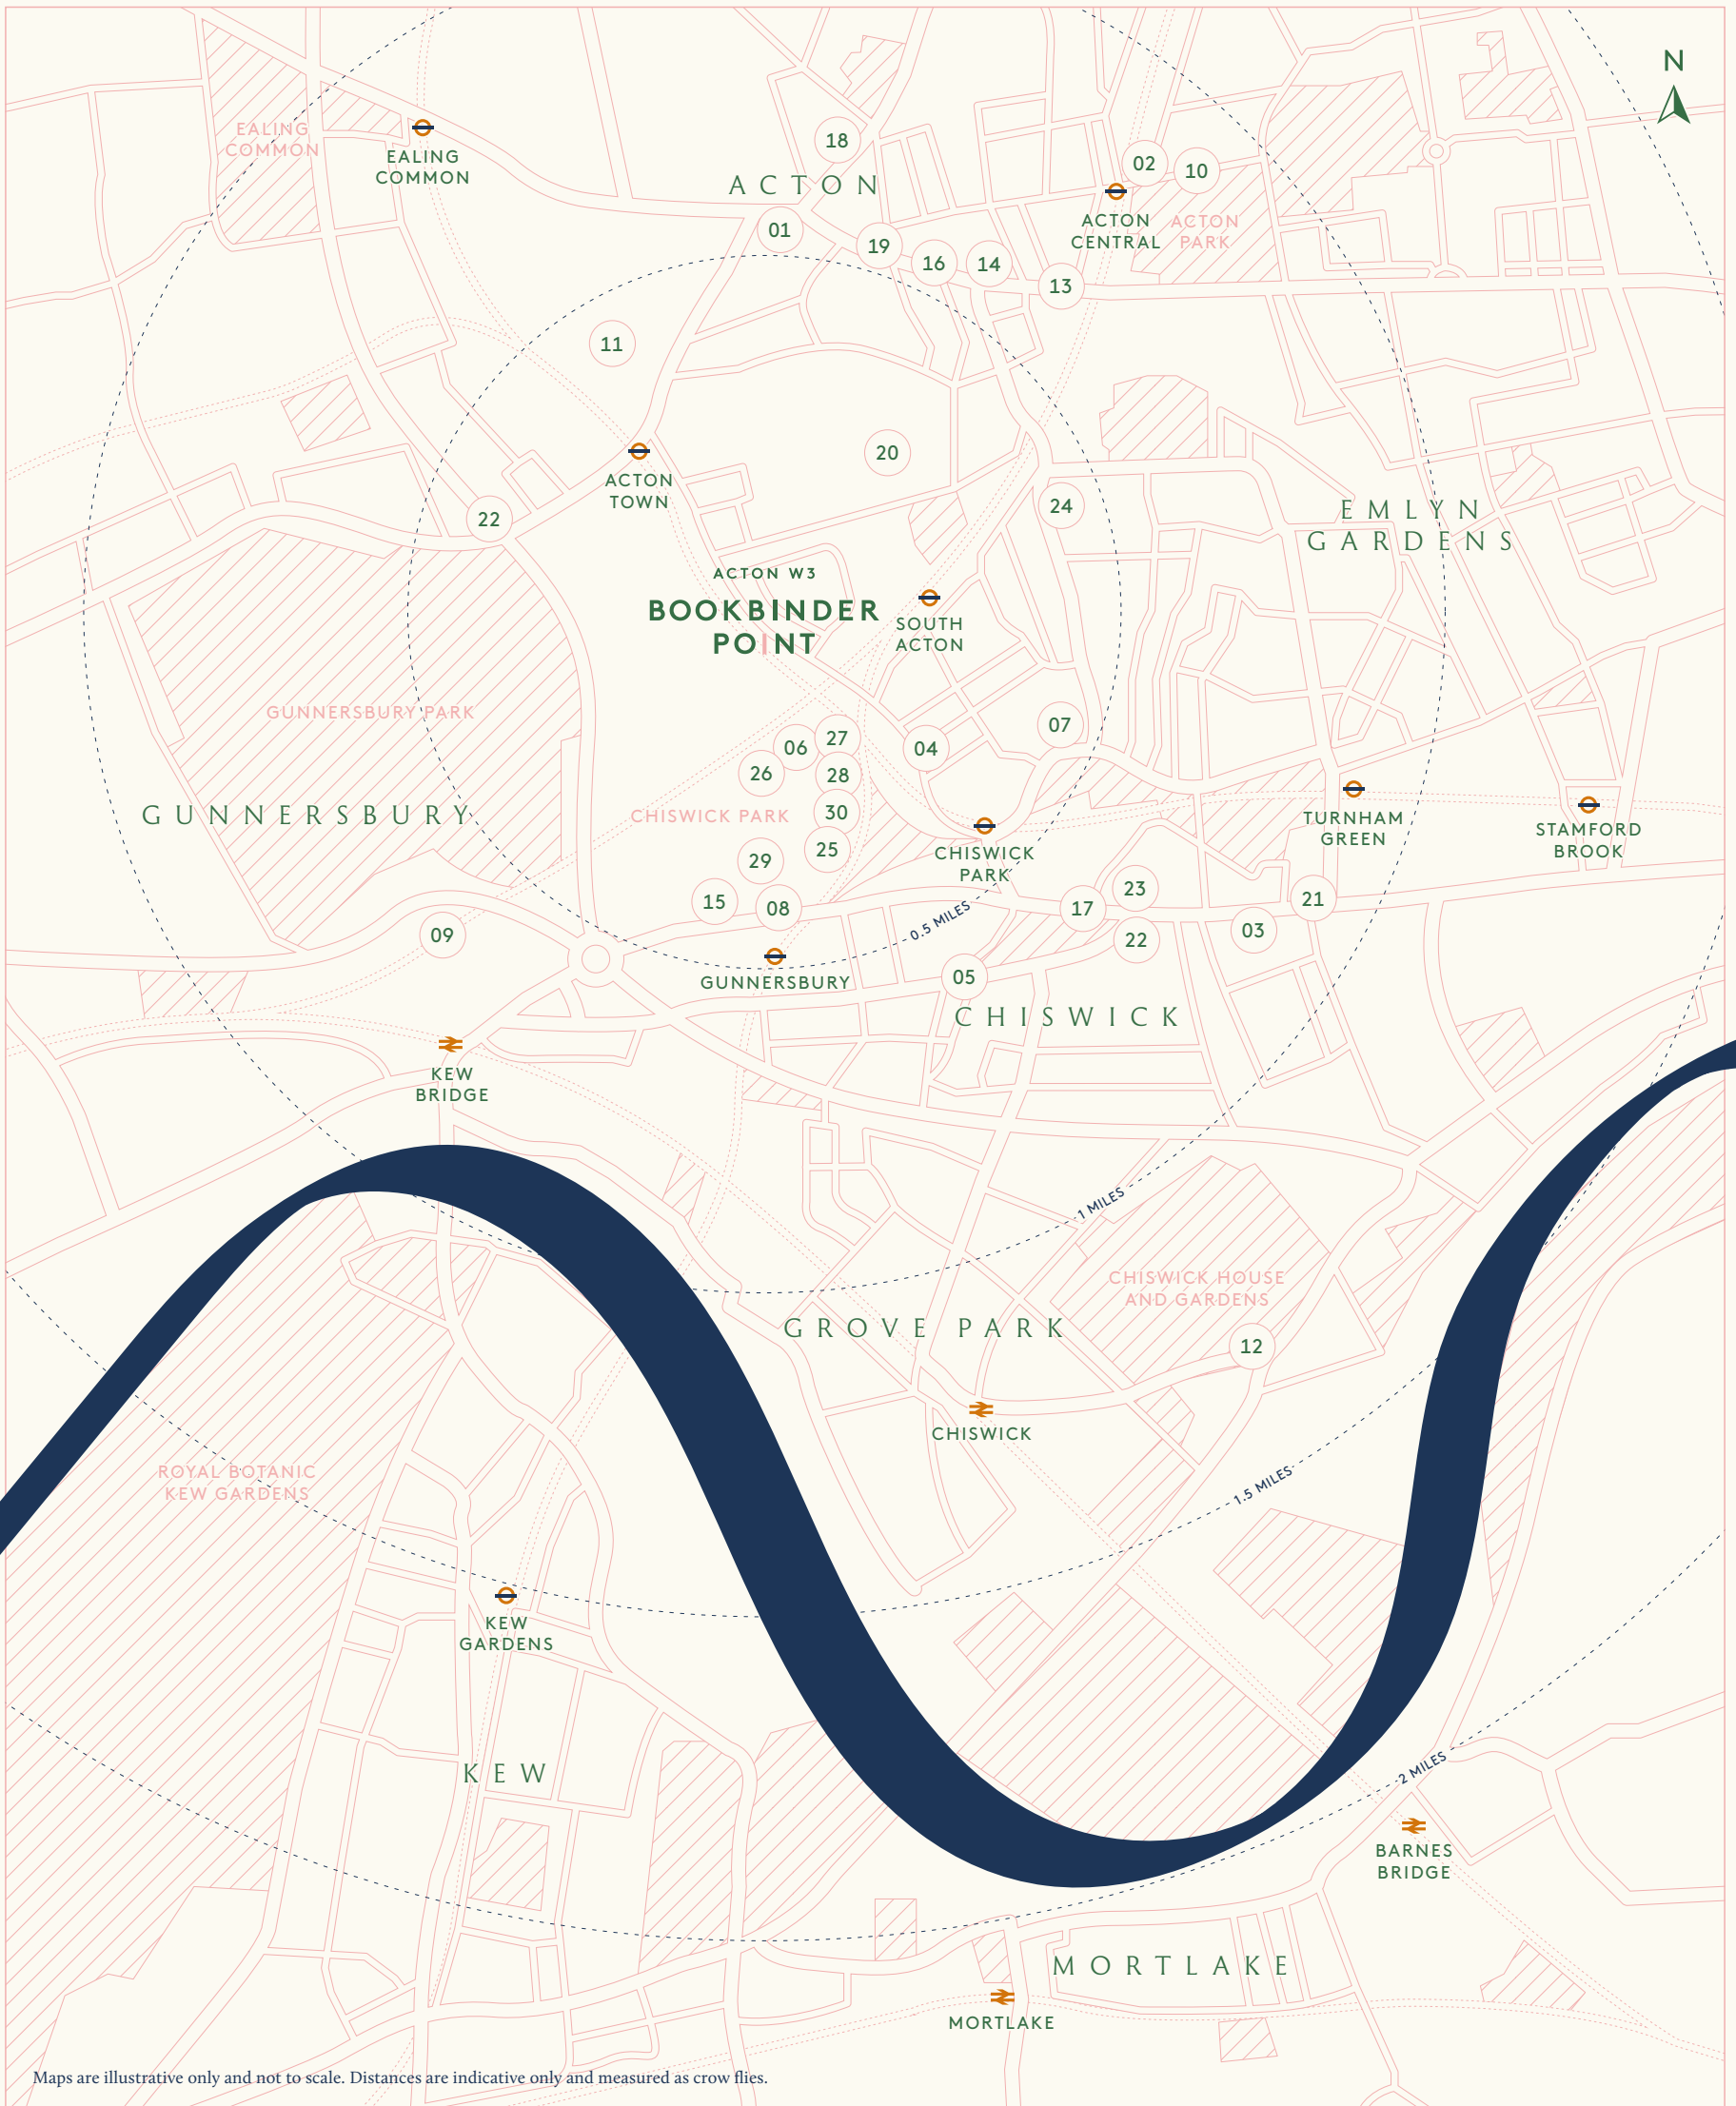 N
EALING
COMMON
EALING
COMMON
18
ACTON
02
10
ACTON
CENTRAL
ACTON
PARK
01
19
16
14
13
11
20
ACTON
TOWN
22
24
EMLYN
GARDENS
ACTON W3
BOOKBINDER
POINT
SOUTH
ACTON
GUNNERSBURY PARK
07
27
06
04
26
28
GUNNERSBURY
CHISWICK PARK
30
TURNHAM
GREEN
STAMFORD
BROOK
25
29
CHISWICK
PARK
23
15
08
17
21
0.5 MILES
09
22
03
GUNNERSBURY
05
CHISWICK
KEW
BRIDGE
1 MILES
CHISWICK HOUSE
AND GARDENS
GROVE PARK
12
CHISWICK
ROYAL BOTANIC
KEW GARDENS
1.5 MILES
KEW
GARDENS
KEW
2 MILES
BARNES
BRIDGE
MORTLAKE
MORTLAKE
Maps are illustrative only and not to scale. Distances are indicative only and measured as crow flies.